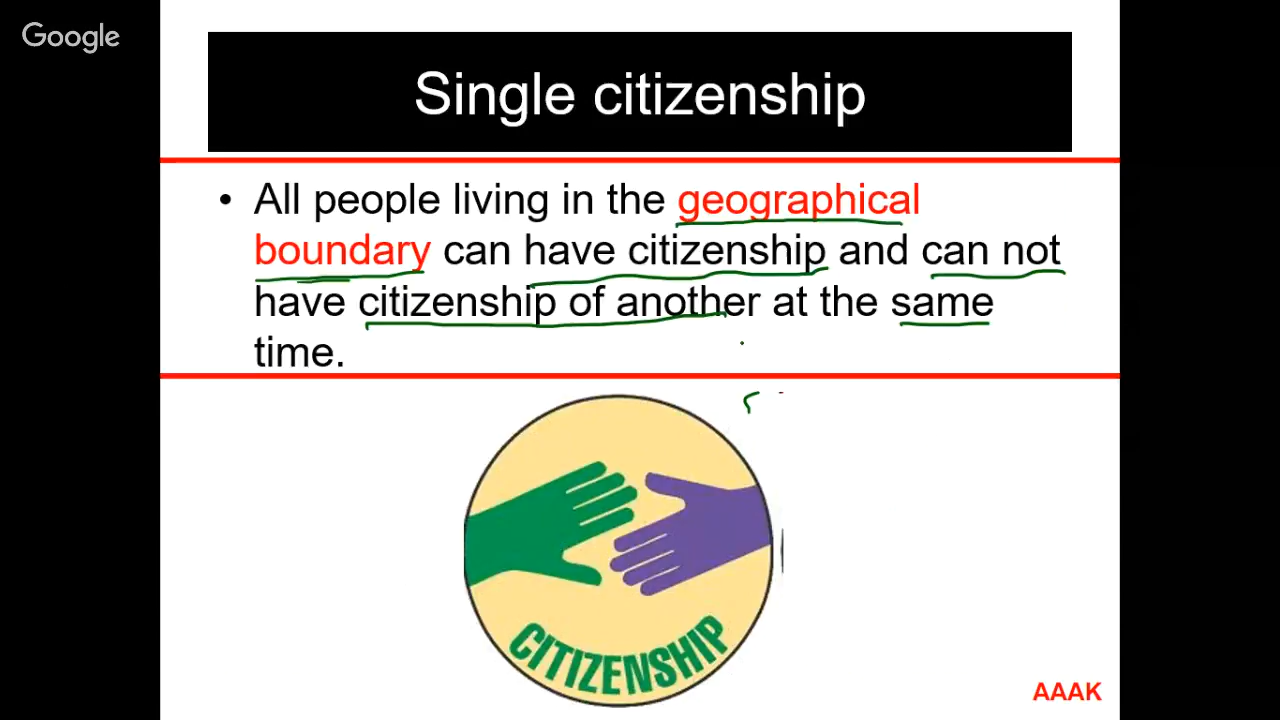 Google
Single citizenship
• All people living in the geographical
boundary can have citizenship and can not
have citizenship of another at the same
time.
CITIZENSHIP
AAAK